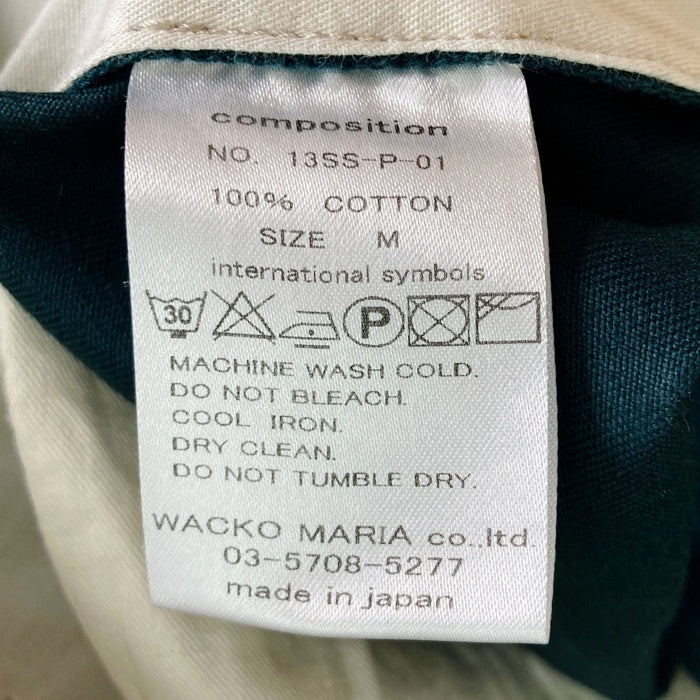 composition
NO. 13SS-P-01
100% COTTON
SIZE M
international symbols
30 P
MACHINE WASH COLD.
DO NOT BLEACH.
COOL IRON.
DRY CLEAN.
DO NOT TUMBLE DRY.
WACKO MARIA co.,ltd.
03-5708-5277
made in japan